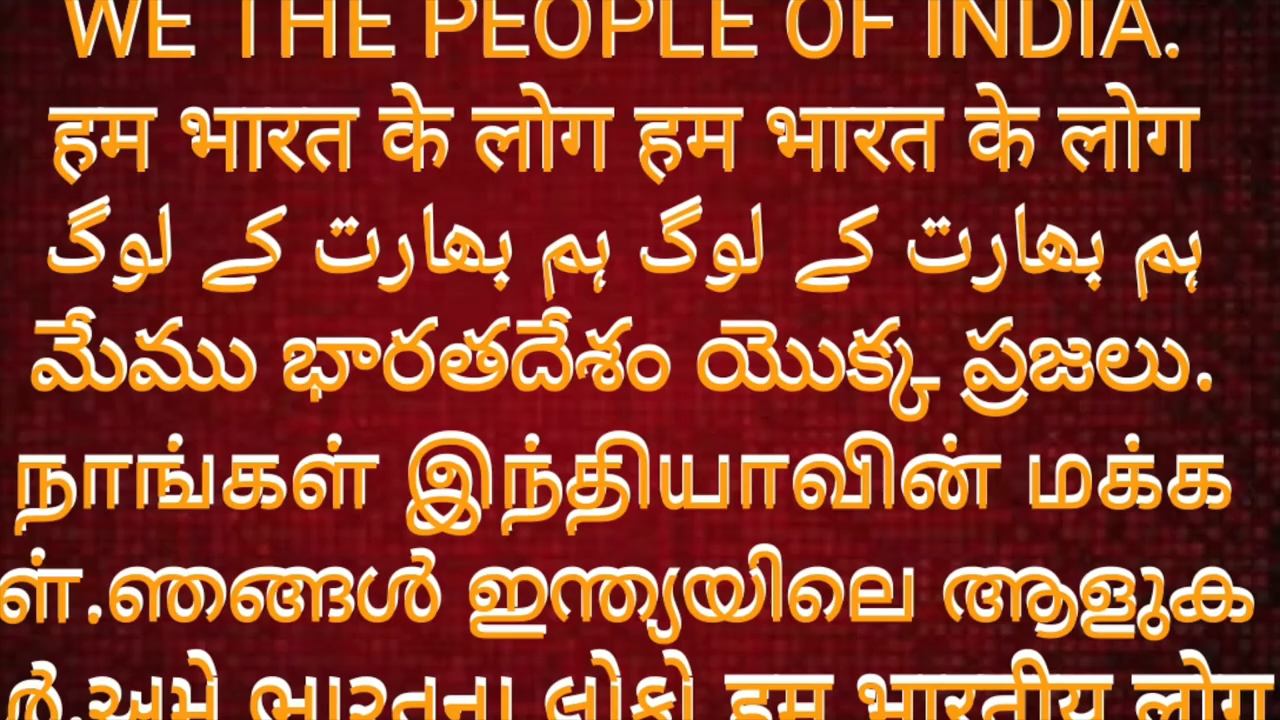 WE THE PEOPLE OF INDIA.
हम भारत के लोग हम भारत के लोग
ہم بھارت کے لوگ ہم بھارت کے لوگ
మేము భారతదేశం యొక్క ప్రజలు.
நாங்கள் இந்தியாவின் மக்க
ள்.ഞങ്ങൾ ഇന്ത്യയിലെ ആളുക
ൾ.અમે ભારતના લોકો हम भारतीय लोग